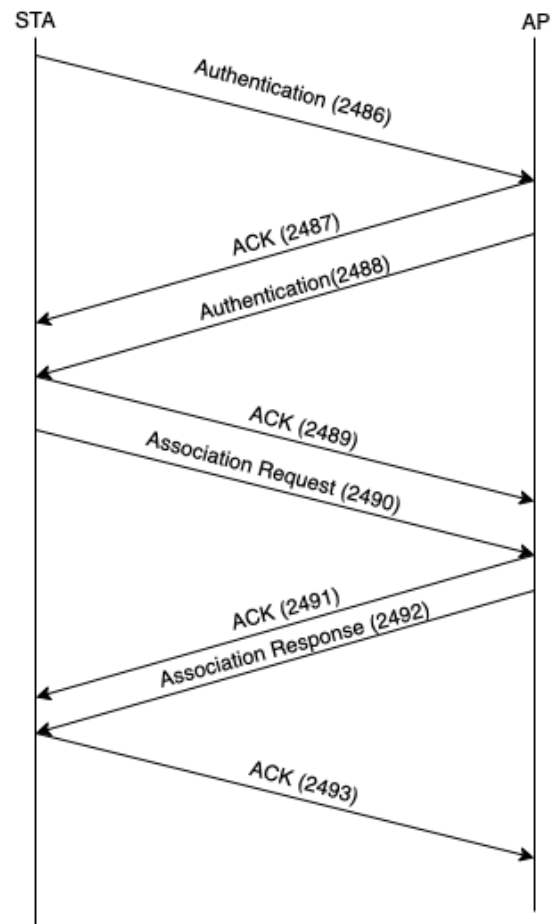 STA
AP
Authentication (2486)
ACK (2487)
Authentication(2488)
ACK (2489)
Association Request (2490)
ACK (2491)
Association Response (2492)
ACK (2493)